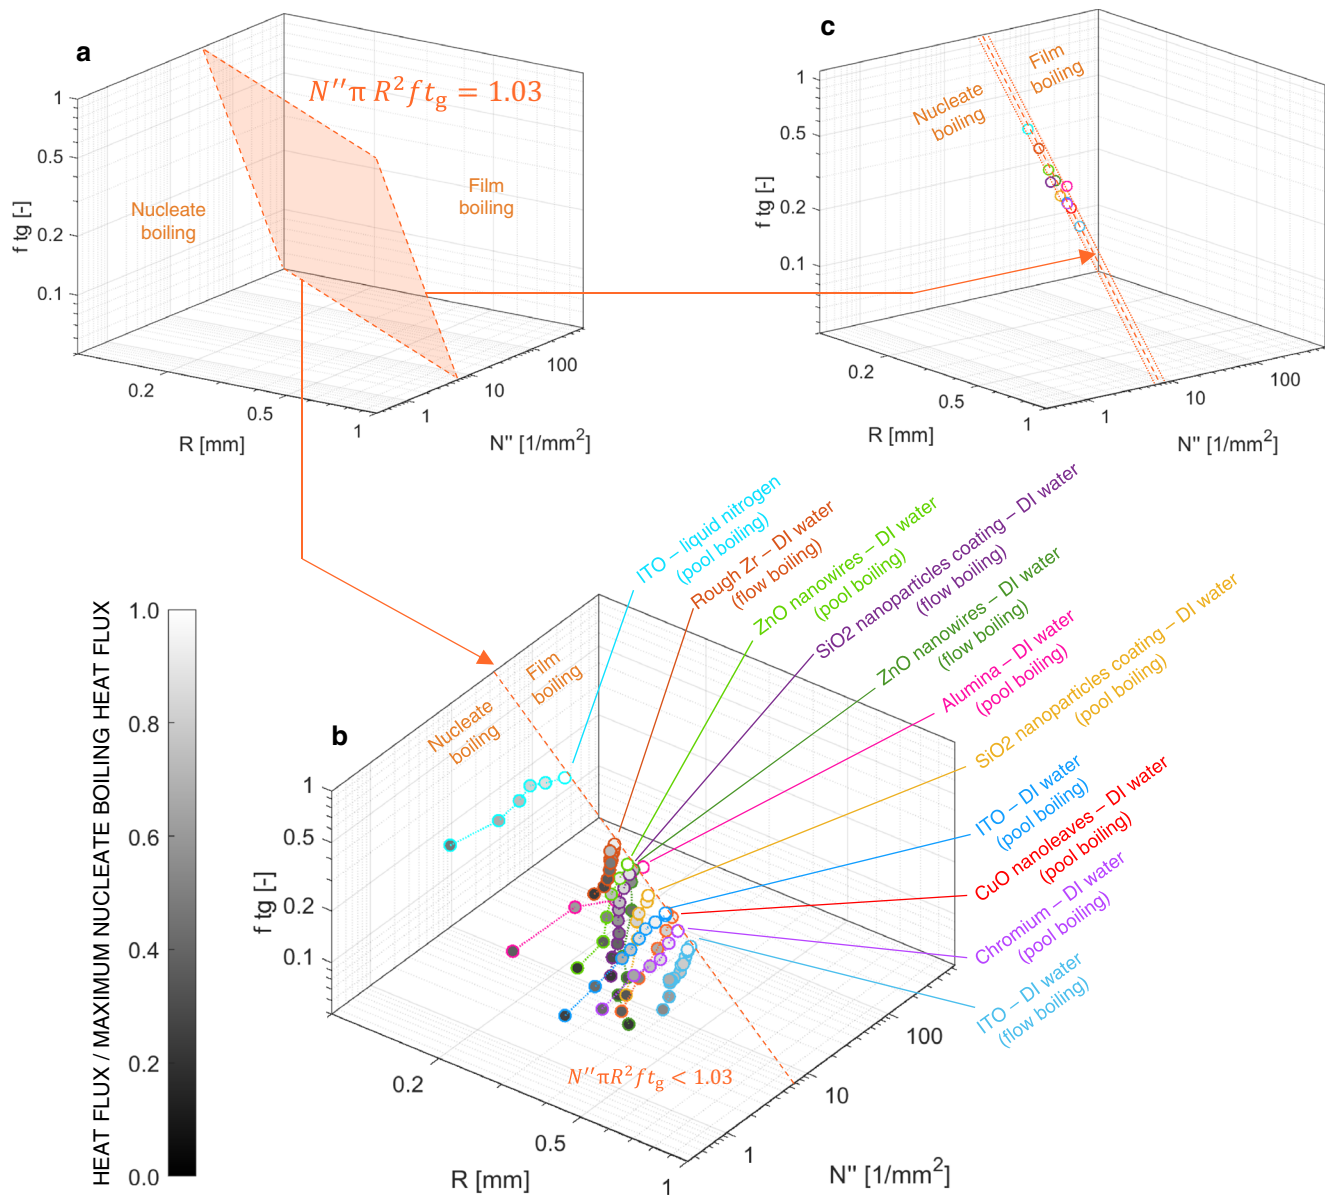 a
N''π R²ftg = 1.03
Nucleate
boiling
Film
boiling
f tg [-]
1
0.5
0.2
0.1
0.2
0.5
1
R [mm]
1
10
100
N'' [1/mm²]
c
Film
boiling
Nucleate
boiling
f tg [-]
1
0.5
0.2
0.1
0.2
0.5
1
R [mm]
1
10
100
N'' [1/mm²]
ITO – liquid nitrogen
(pool boiling)
Rough Zr – DI water
(flow boiling)
ZnO nanowires – DI water
(pool boiling)
SiO2 nanoparticles coating – DI water
(flow boiling)
ZnO nanowires – DI water
(flow boiling)
Alumina – DI water
(pool boiling)
SiO2 nanoparticles coating – DI water
(pool boiling)
ITO – DI water
(pool boiling)
CuO nanoleaves – DI water
(pool boiling)
Chromium – DI water
(pool boiling)
ITO – DI water
(flow boiling)
b
Film
boiling
Nucleate
boiling
f tg [-]
1
0.5
0.2
0.1
N''πR²ftg < 1.03
0.2
0.5
1
R [mm]
1
10
100
N'' [1/mm²]
HEAT FLUX / MAXIMUM NUCLEATE BOILING HEAT FLUX
1.0
0.8
0.6
0.4
0.2
0.0